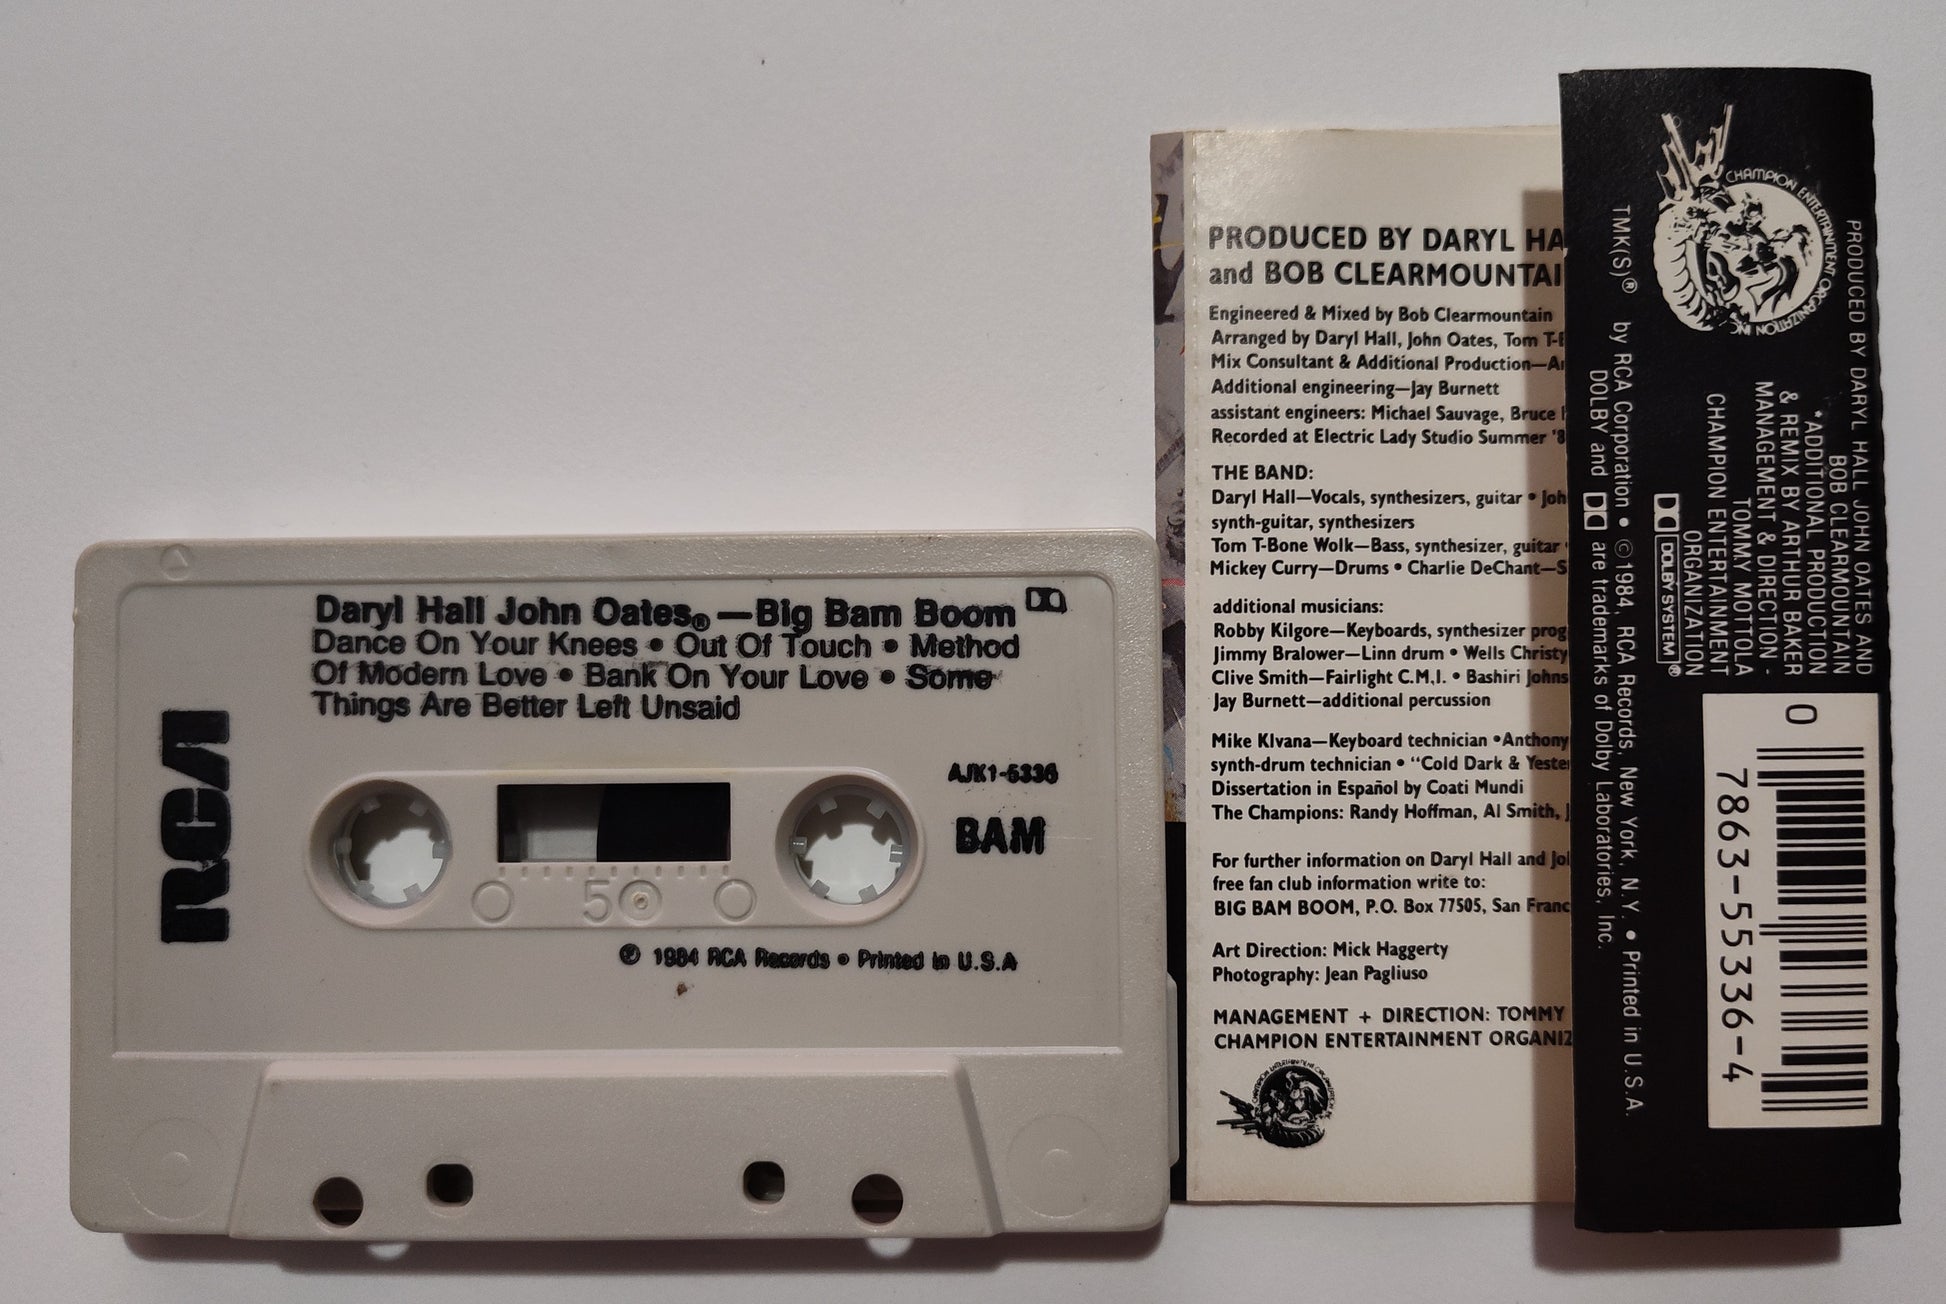 Daryl Hall John Oates® —Big Bam Boom
Dance On Your Knees • Out Of Touch • Method
Of Modern Love • Bank On Your Love • Some
Things Are Better Left Unsaid
RCA
AJK1-5336
BAM
50
℗ 1984 RCA Records • Printed in U.S.A
PRODUCED BY DARYL HA
and BOB CLEARMOUNTAI
Engineered & Mixed by Bob Clearmountain
Arranged by Daryl Hall, John Oates, Tom T-
Mix Consultant & Additional Production—A
Additional engineering—Jay Burnett
assistant engineers: Michael Sauvage, Bruce
Recorded at Electric Lady Studio Summer '8
THE BAND:
Daryl Hall—Vocals, synthesizers, guitar • Joh
synth-guitar, synthesizers
Tom T-Bone Wolk—Bass, synthesizer, guitar
Mickey Curry—Drums • Charlie DeChant—S
additional musicians:
Robby Kilgore—Keyboards, synthesizer prog
Jimmy Bralower—Linn drum • Wells Christy
Clive Smith—Fairlight C.M.I. • Bashiri Johns
Jay Burnett—additional percussion
Mike Klvana—Keyboard technician •Anthony
synth-drum technician • “Cold Dark & Yeste
Dissertation in Español by Coati Mundi
The Champions: Randy Hoffman, Al Smith, J
For further information on Daryl Hall and Jo
free fan club information write to:
BIG BAM BOOM, P.O. Box 77505, San Franc
Art Direction: Mick Haggerty
Photography: Jean Pagliuso
MANAGEMENT + DIRECTION: TOMMY
CHAMPION ENTERTAINMENT ORGANIZ
PRODUCED BY DARYL HALL JOHN OATES AND
BOB CLEARMOUNTAIN
*ADDITIONAL PRODUCTION
& REMIX BY ARTHUR BAKER
MANAGEMENT & DIRECTION -
TOMMY MOTTOLA
CHAMPION ENTERTAINMENT
ORGANIZATION
CHAMPION ENTERTAINMENT ORGANIZATION INC.
DOLBY SYSTEM®
TMK(S)® by RCA Corporation • ©1984, RCA Records, New York, N.Y. • Printed in U.S.A.
DOLBY and are trademarks of Dolby Laboratories, Inc.
0 7863-55336-4